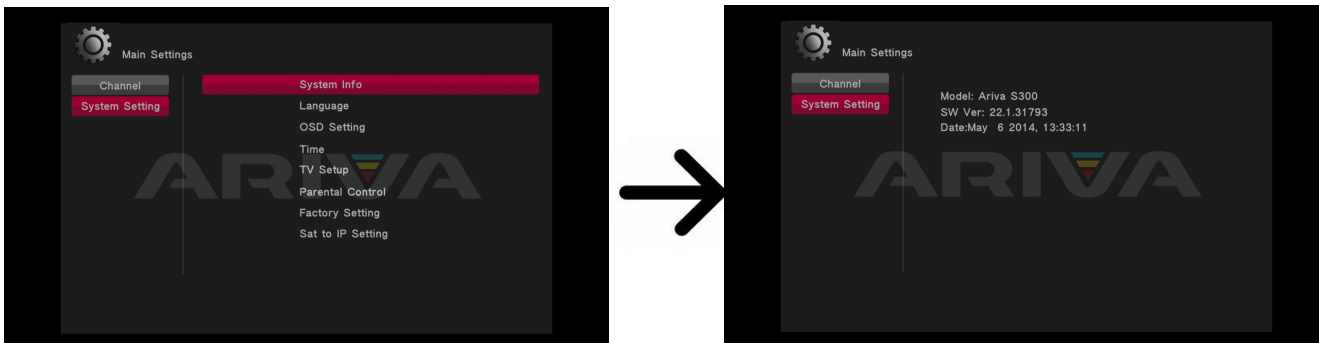 Main Settings
Channel
System Setting
System Info
Language
OSD Setting
Time
TV Setup
Parental Control
Factory Setting
Sat to IP Setting
ARIVA
Main Settings
Channel
System Setting
Model: Ariva S300
SW Ver: 22.1.31793
Date:May 6 2014, 13:33:11
ARIVA